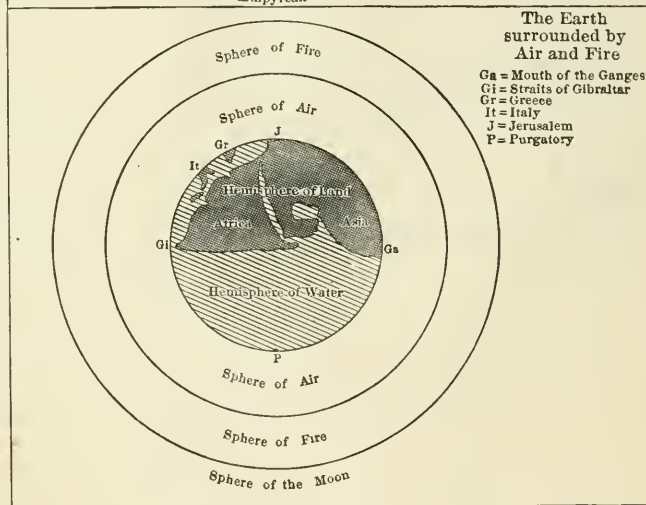 The Earth
surrounded by
Air and Fire
Ga = Mouth of the Ganges
Gi = Straits of Gibraltar
Gr = Greece
It = Italy
J = Jerusalem
P = Purgatory
Sphere of Fire
Sphere of Air
J
Gr
It
Hemisphere of Land
Africa
Asia
Gi
Ga
Hemisphere of Water
P
Sphere of Air
Sphere of Fire
Sphere of the Moon